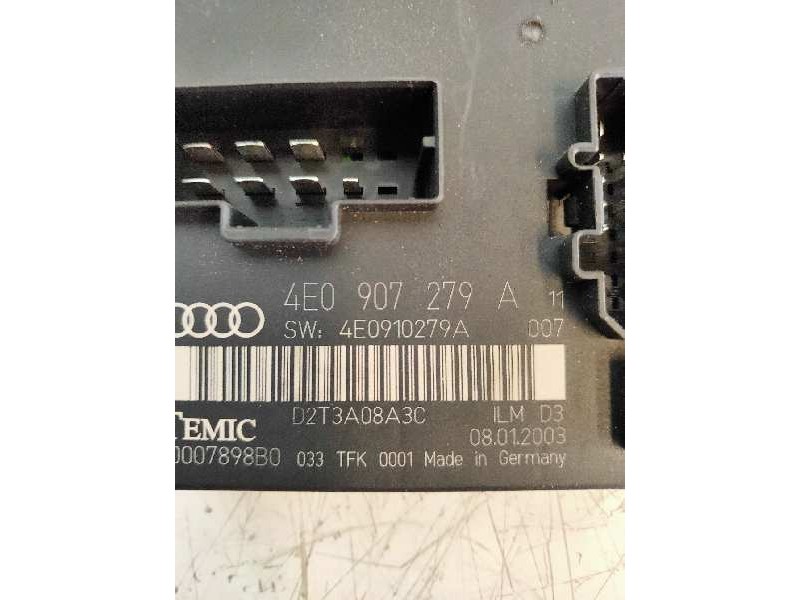 4E0 907 279 A 11
SW: 4E0910279A 007
D2T3A08A3C ILM D3
TEMIC 08.01.2003
0007898B0 033 TFK 0001 Made in Germany